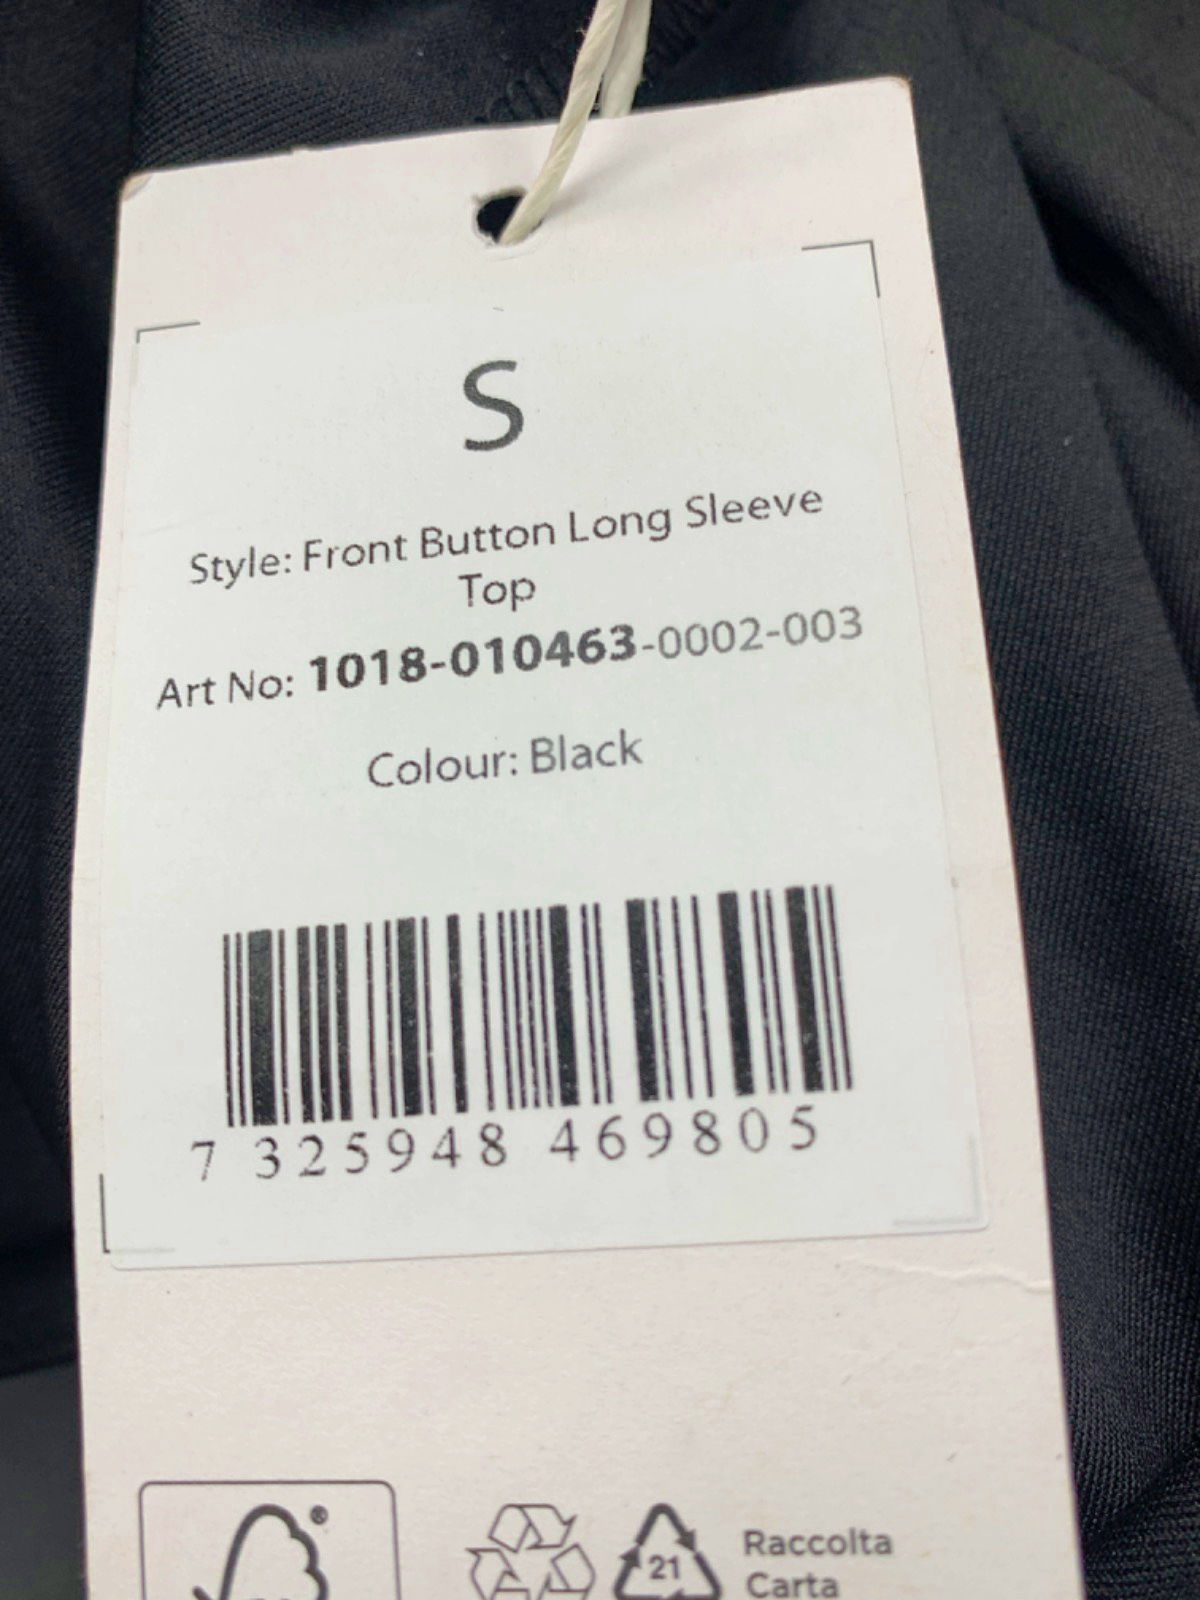 S
Style: Front Button Long Sleeve
Top
Art No: 1018-010463-0002-003
Colour: Black
7 325948 469805
®
21
Raccolta
Carta